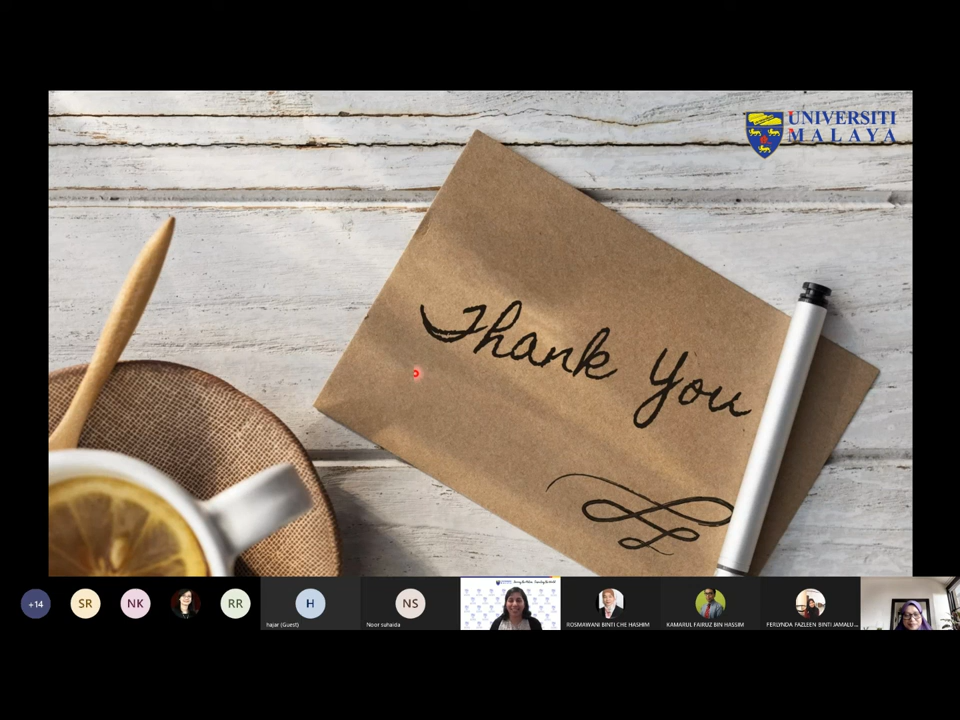 UNIVERSITI
MALAYA
Thank You
+14
SR
NK
RR
H
hajar (Guest)
NS
Noor suhaida
ROSMAWANI BINTI CHE HASHIM
KAMARUL FAIRUZ BIN HASSIM
FERLYNDA FAZLEEN BINTI JAMALU...